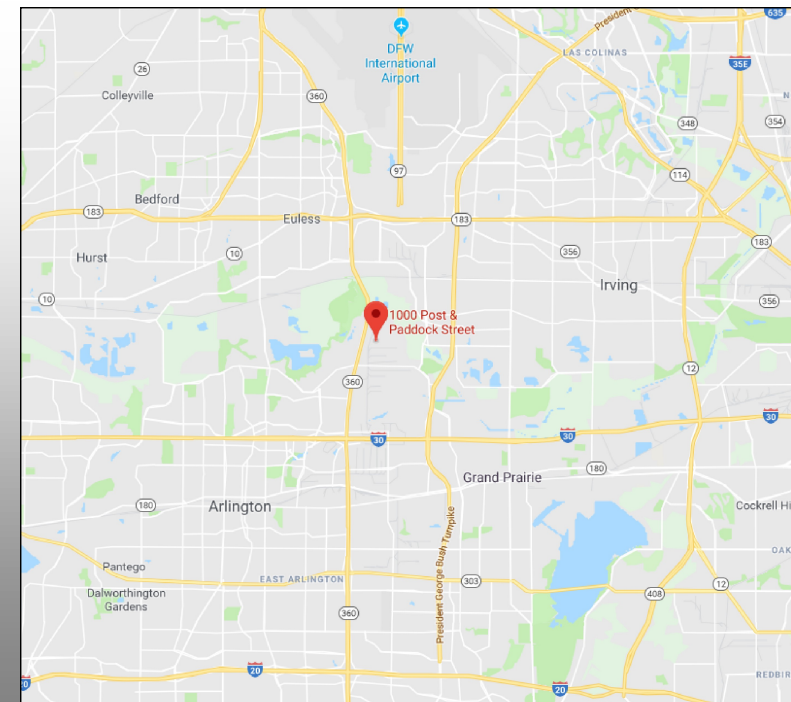 President
635
DFW
International
Airport
LAS COLINAS
35E
26
Colleyville
360
348
354
97
114
Bedford
183
Euless
183
183
Hurst
10
356
Irving
10
356
1000 Post &
Paddock Street
12
360
30
30
30
Grand Prairie
180
180
Arlington
Cockrell Hi
President George Bush Turnpike
OAK
Pantego
EAST ARLINGTON
303
12
Dalworthington
Gardens
408
360
20
20
20
REDBIR